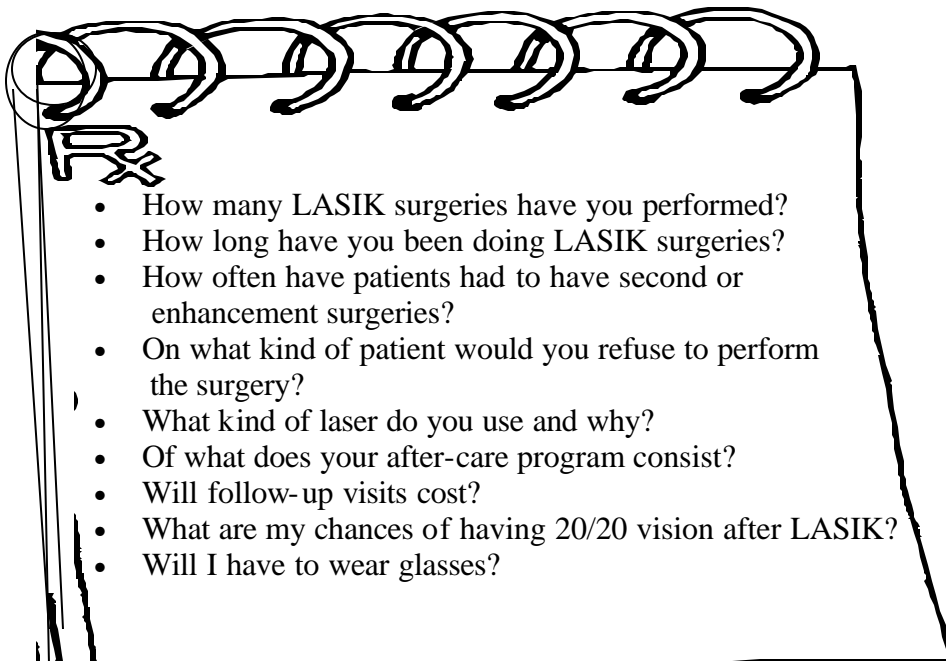 Rx
• How many LASIK surgeries have you performed?
• How long have you been doing LASIK surgeries?
• How often have patients had to have second or
enhancement surgeries?
• On what kind of patient would you refuse to perform
the surgery?
• What kind of laser do you use and why?
• Of what does your after-care program consist?
• Will follow-up visits cost?
• What are my chances of having 20/20 vision after LASIK?
• Will I have to wear glasses?